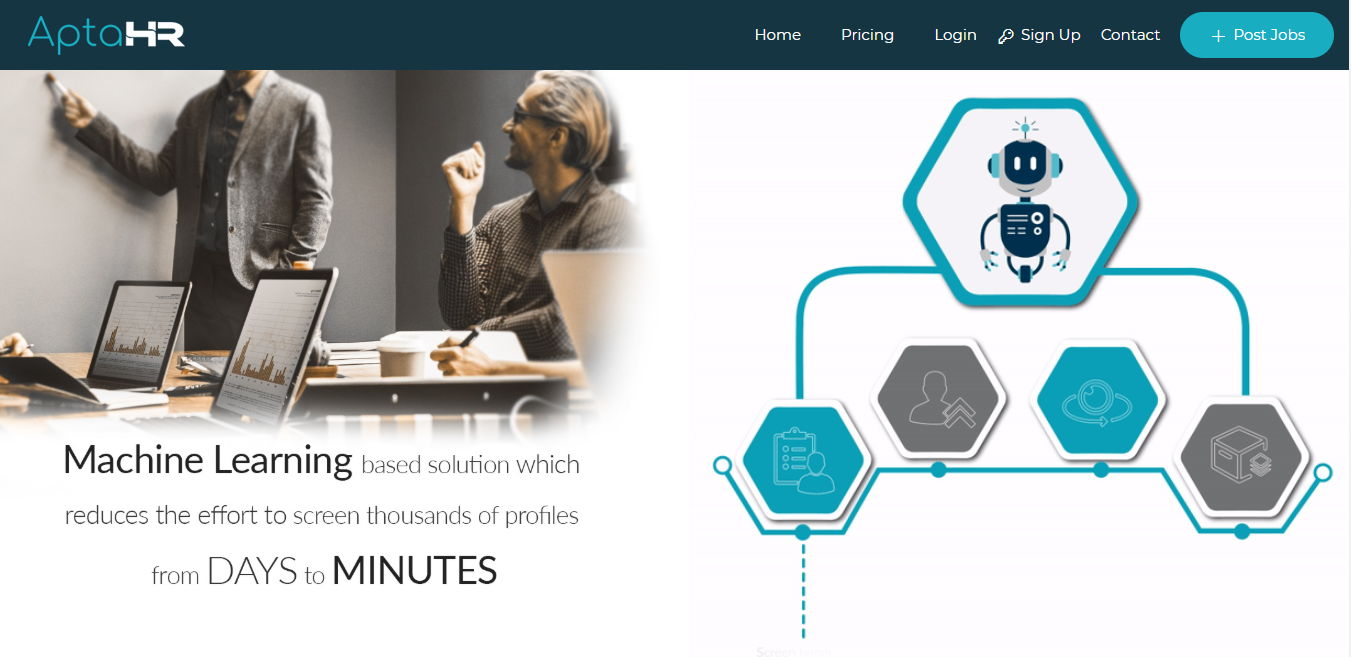 AptaHR
Home
Pricing
Login
Sign Up
Contact
Post Jobs
Machine Learning based solution which
reduces the effort to screen thousands of profiles
from DAYS to MINUTES
Screen